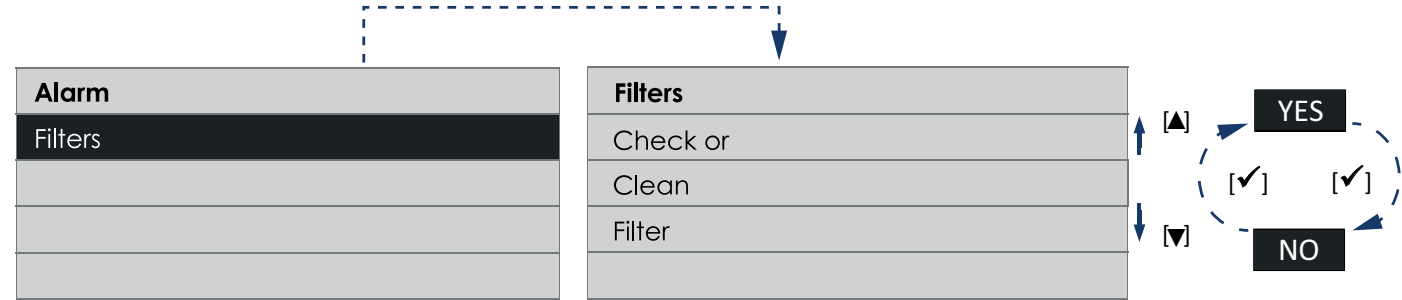 Alarm
Filters
Filters
Check or
Clean
Filter
[▲]
[▼]
YES
[✔] [✔]
NO